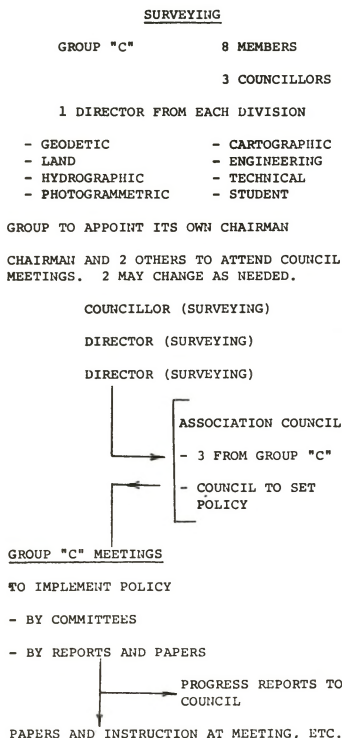 SURVEYING
GROUP "C" 8 MEMBERS
3 COUNCILLORS
1 DIRECTOR FROM EACH DIVISION
- GEODETIC - CARTOGRAPHIC
- LAND - ENGINEERING
- HYDROGRAPHIC - TECHNICAL
- PHOTOGRAMMETRIC - STUDENT
GROUP TO APPOINT ITS OWN CHAIRMAN
CHAIRMAN AND 2 OTHERS TO ATTEND COUNCIL
MEETINGS. 2 MAY CHANGE AS NEEDED.
COUNCILLOR (SURVEYING)
DIRECTOR (SURVEYING)
DIRECTOR (SURVEYING)
ASSOCIATION COUNCIL
- 3 FROM GROUP "C"
- COUNCIL TO SET
POLICY
GROUP "C" MEETINGS
TO IMPLEMENT POLICY
- BY COMMITTEES
- BY REPORTS AND PAPERS
PROGRESS REPORTS TO
COUNCIL
PAPERS AND INSTRUCTION AT MEETING, ETC.